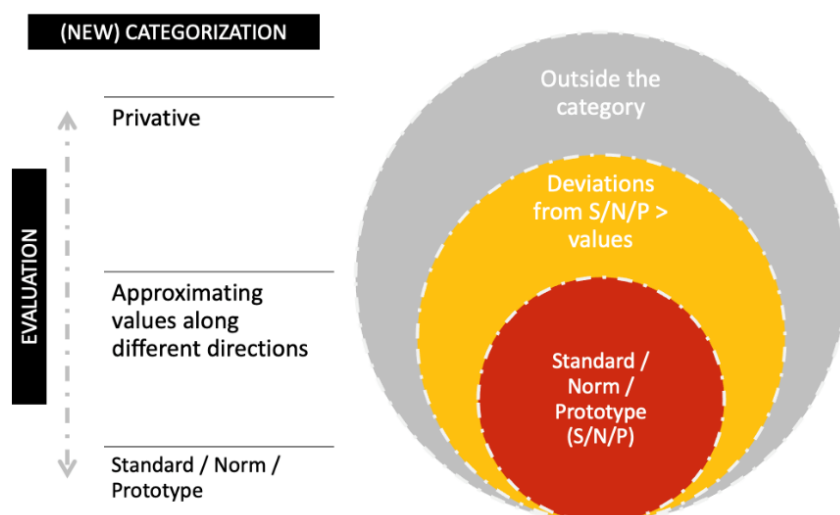 (NEW) CATEGORIZATION
Privative
Approximating
values along
different directions
Standard / Norm /
Prototype
EVALUATION
Outside the
category
Deviations
from S/N/P >
values
Standard /
Norm /
Prototype
(S/N/P)